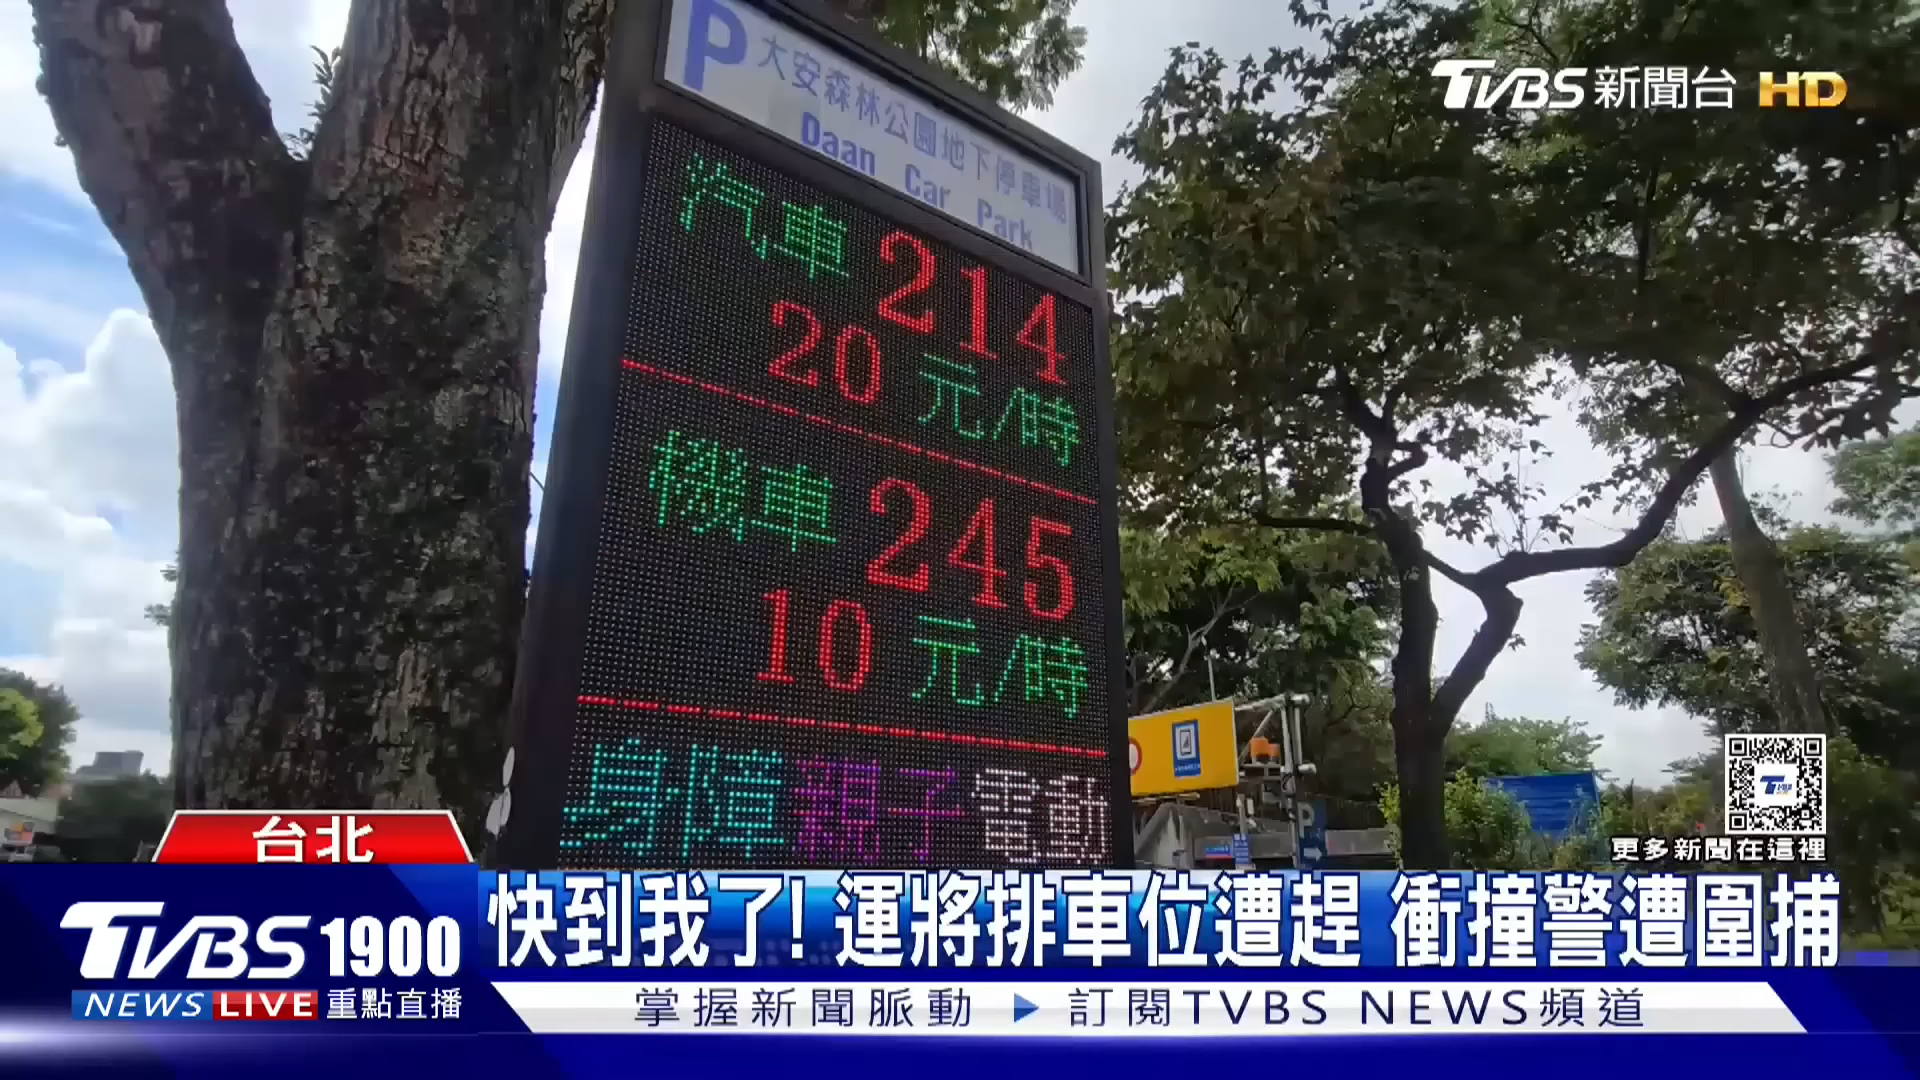 P 大安森林公園地下停車場
Daan Car Park
TVBS新聞台 HD
汽車 214
20 元/時
機車 245
10 元/時
身障 親子 電動
P
更多新聞在這裡
台北
快到我了! 運將排車位遭趕 衝撞警遭圍捕
TVBS 1900
NEWS LIVE 重點直播
掌握新聞脈動 ▶ 訂閱TVBS NEWS頻道